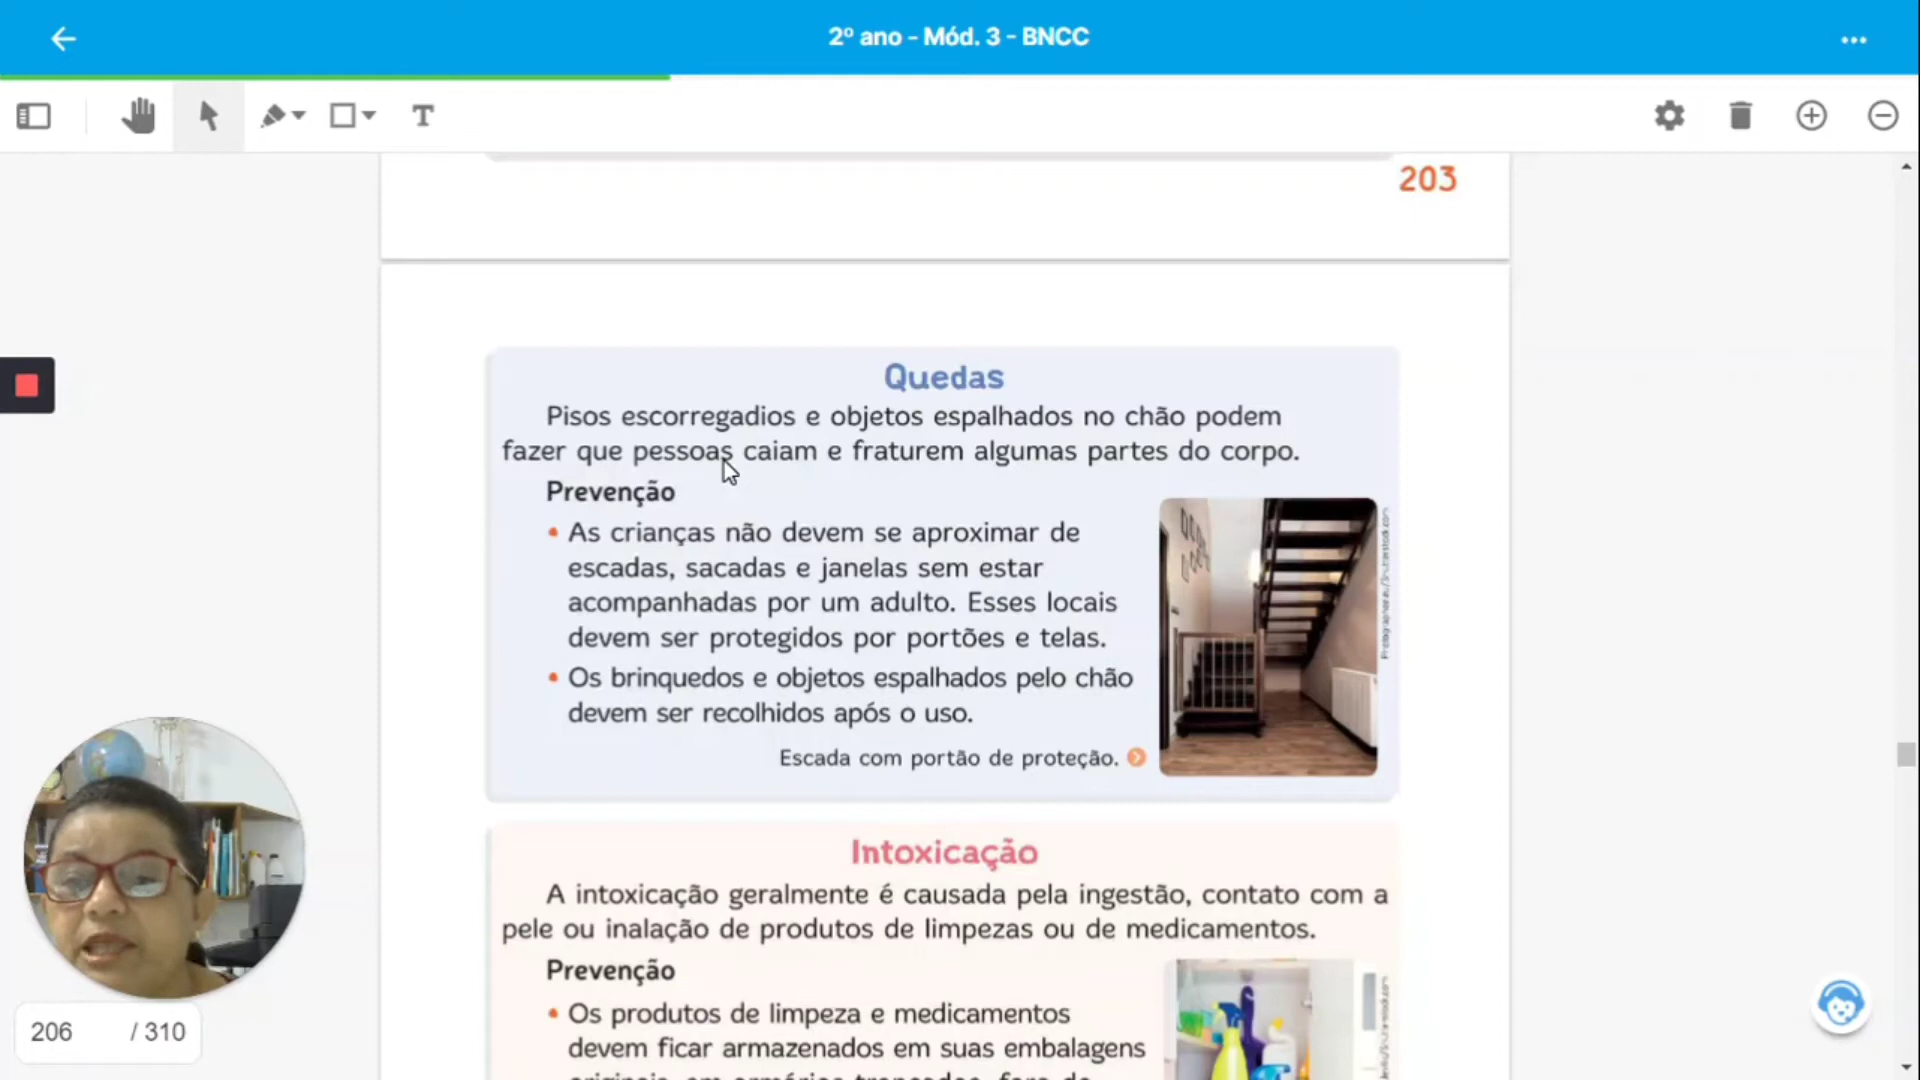 2º ano - Mód. 3 - BNCC
T
203
Quedas
Pisos escorregadios e objetos espalhados no chão podem
fazer que pessoas caiam e fraturem algumas partes do corpo.
Prevenção
• As crianças não devem se aproximar de
escadas, sacadas e janelas sem estar
acompanhadas por um adulto. Esses locais
devem ser protegidos por portões e telas.
• Os brinquedos e objetos espalhados pelo chão
devem ser recolhidos após o uso.
Escada com portão de proteção.
Intoxicação
A intoxicação geralmente é causada pela ingestão, contato com a
pele ou inalação de produtos de limpezas ou de medicamentos.
Prevenção
• Os produtos de limpeza e medicamentos
devem ficar armazenados em suas embalagens
206 / 310